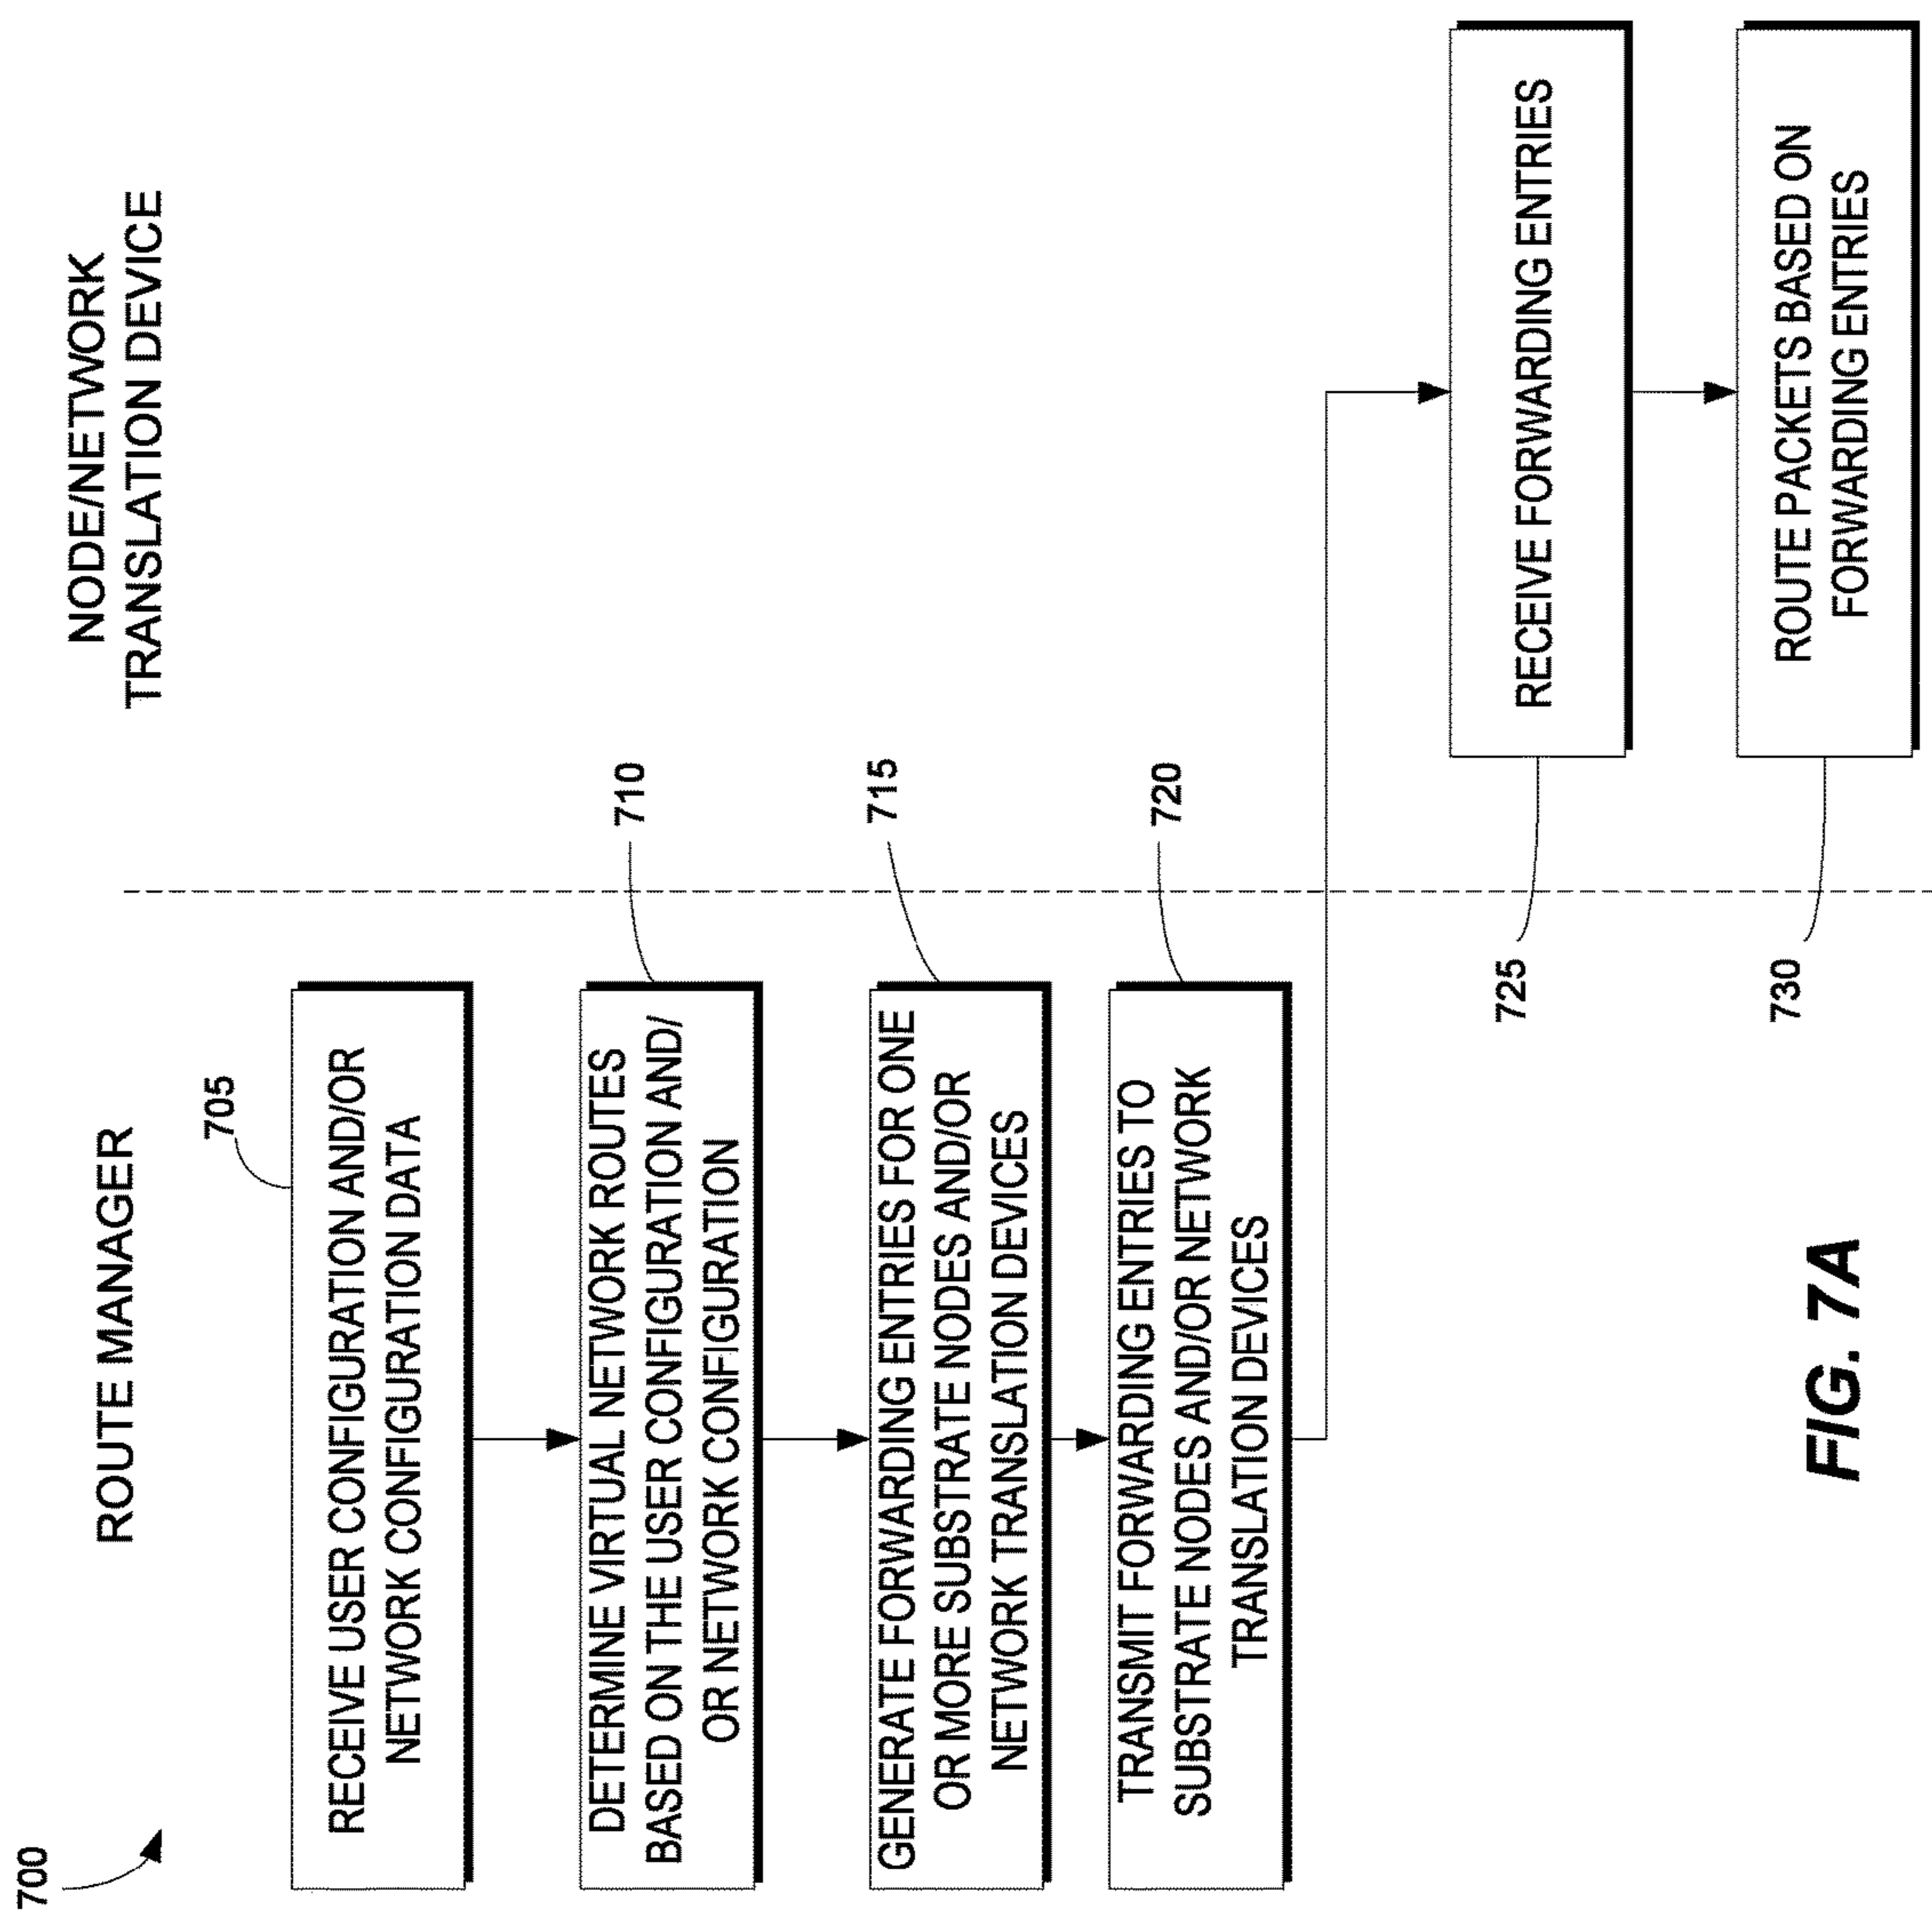 700
ROUTE MANAGER
NODE/NETWORK
TRANSLATION DEVICE
705
RECEIVE USER CONFIGURATION AND/OR
NETWORK CONFIGURATION DATA
710
DETERMINE VIRTUAL NETWORK ROUTES
BASED ON THE USER CONFIGURATION AND/
OR NETWORK CONFIGURATION
715
GENERATE FORWARDING ENTRIES FOR ONE
OR MORE SUBSTRATE NODES AND/OR
NETWORK TRANSLATION DEVICES
720
TRANSMIT FORWARDING ENTRIES TO
SUBSTRATE NODES AND/OR NETWORK
TRANSLATION DEVICES
725
RECEIVE FORWARDING ENTRIES
730
ROUTE PACKETS BASED ON
FORWARDING ENTRIES
FIG. 7A